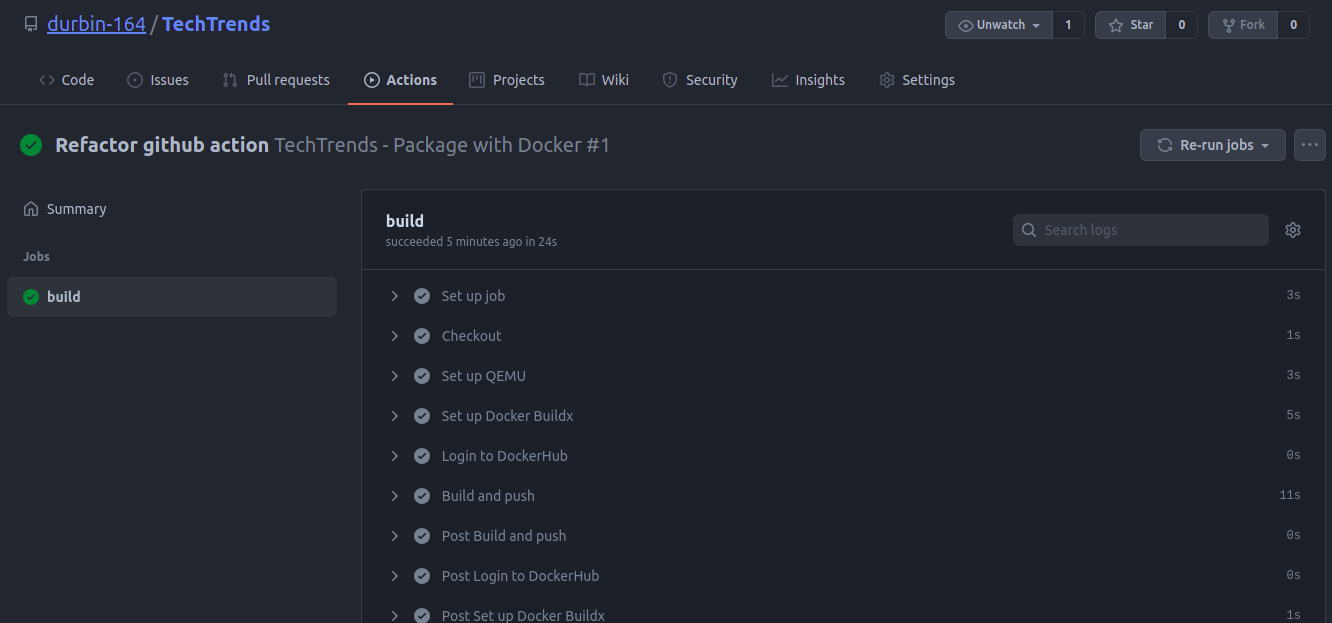 durbin-164 / TechTrends
Unwatch 1 Star 0 Fork 0
Code Issues Pull requests Actions Projects Wiki Security Insights Settings
Refactor github action TechTrends - Package with Docker #1
Re-run jobs
Summary
Jobs
build
build
succeeded 5 minutes ago in 24s
Search logs
Set up job 3s
Checkout 1s
Set up QEMU 3s
Set up Docker Buildx 5s
Login to DockerHub 0s
Build and push 11s
Post Build and push 0s
Post Login to DockerHub 0s
Post Set up Docker Buildx 1s